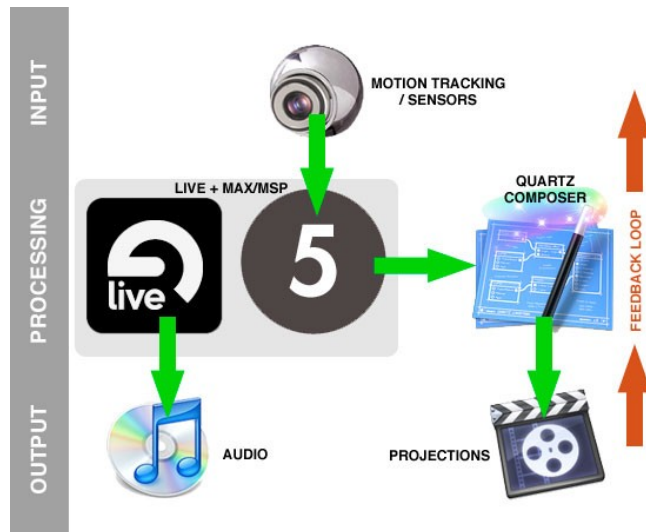 INPUT
MOTION TRACKING
/ SENSORS
PROCESSING
LIVE + MAX/MSP
live
5
QUARTZ
COMPOSER
FEEDBACK LOOP
OUTPUT
AUDIO
PROJECTIONS